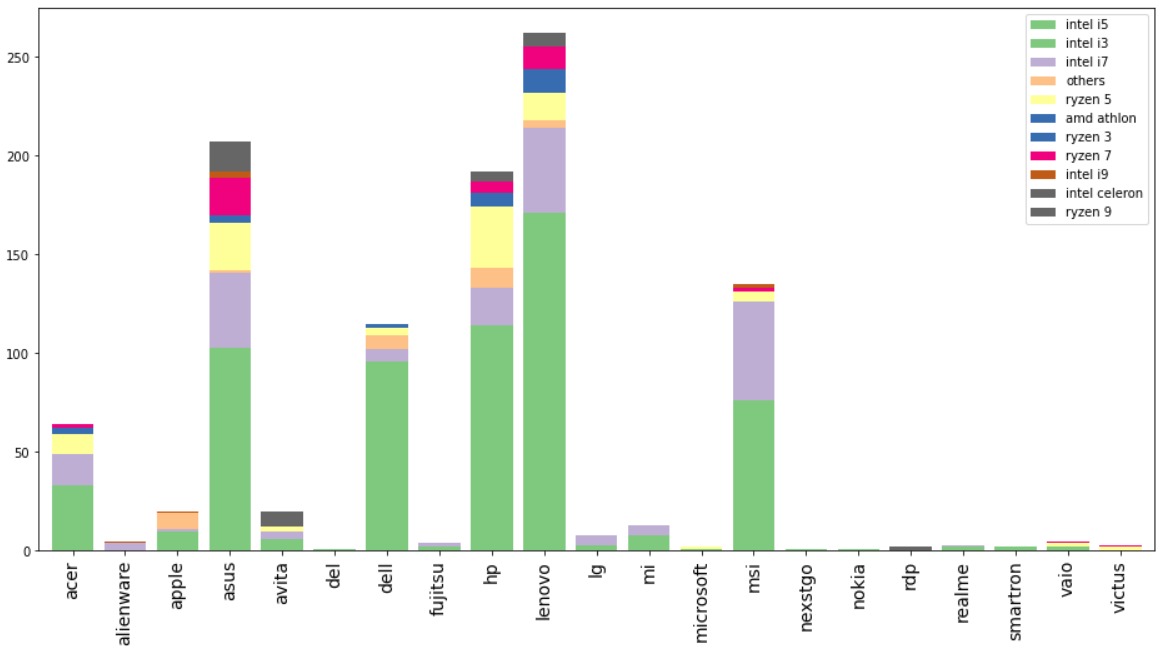 250
200
150
100
50
0
intel i5
intel i3
intel i7
others
ryzen 5
amd athlon
ryzen 3
ryzen 7
intel i9
intel celeron
ryzen 9
acer
alienware
apple
asus
avita
del
dell
fujitsu
hp
lenovo
lg
mi
microsoft
msi
nexstgo
nokia
rdp
realme
smartron
vaio
victus